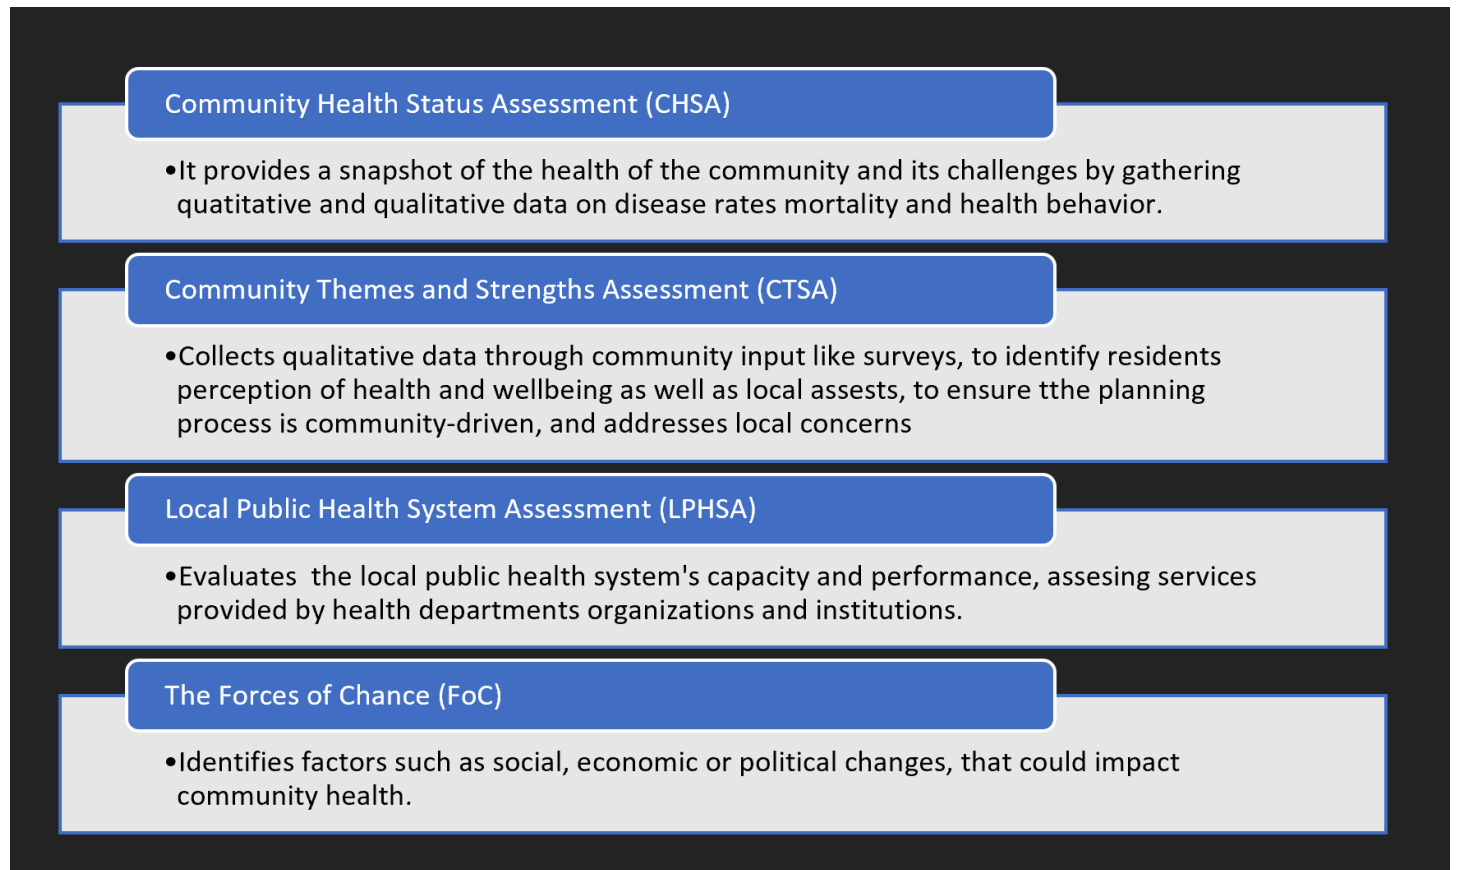 Community Health Status Assessment (CHSA)
•It provides a snapshot of the health of the community and its challenges by gathering
quatitative and qualitative data on disease rates mortality and health behavior.
Community Themes and Strengths Assessment (CTSA)
•Collects qualitative data through community input like surveys, to identify residents
perception of health and wellbeing as well as local assests, to ensure tthe planning
process is community-driven, and addresses local concerns
Local Public Health System Assessment (LPHSA)
•Evaluates  the local public health system's capacity and performance, assesing services
provided by health departments organizations and institutions.
The Forces of Chance (FoC)
•Identifies factors such as social, economic or political changes, that could impact
community health.